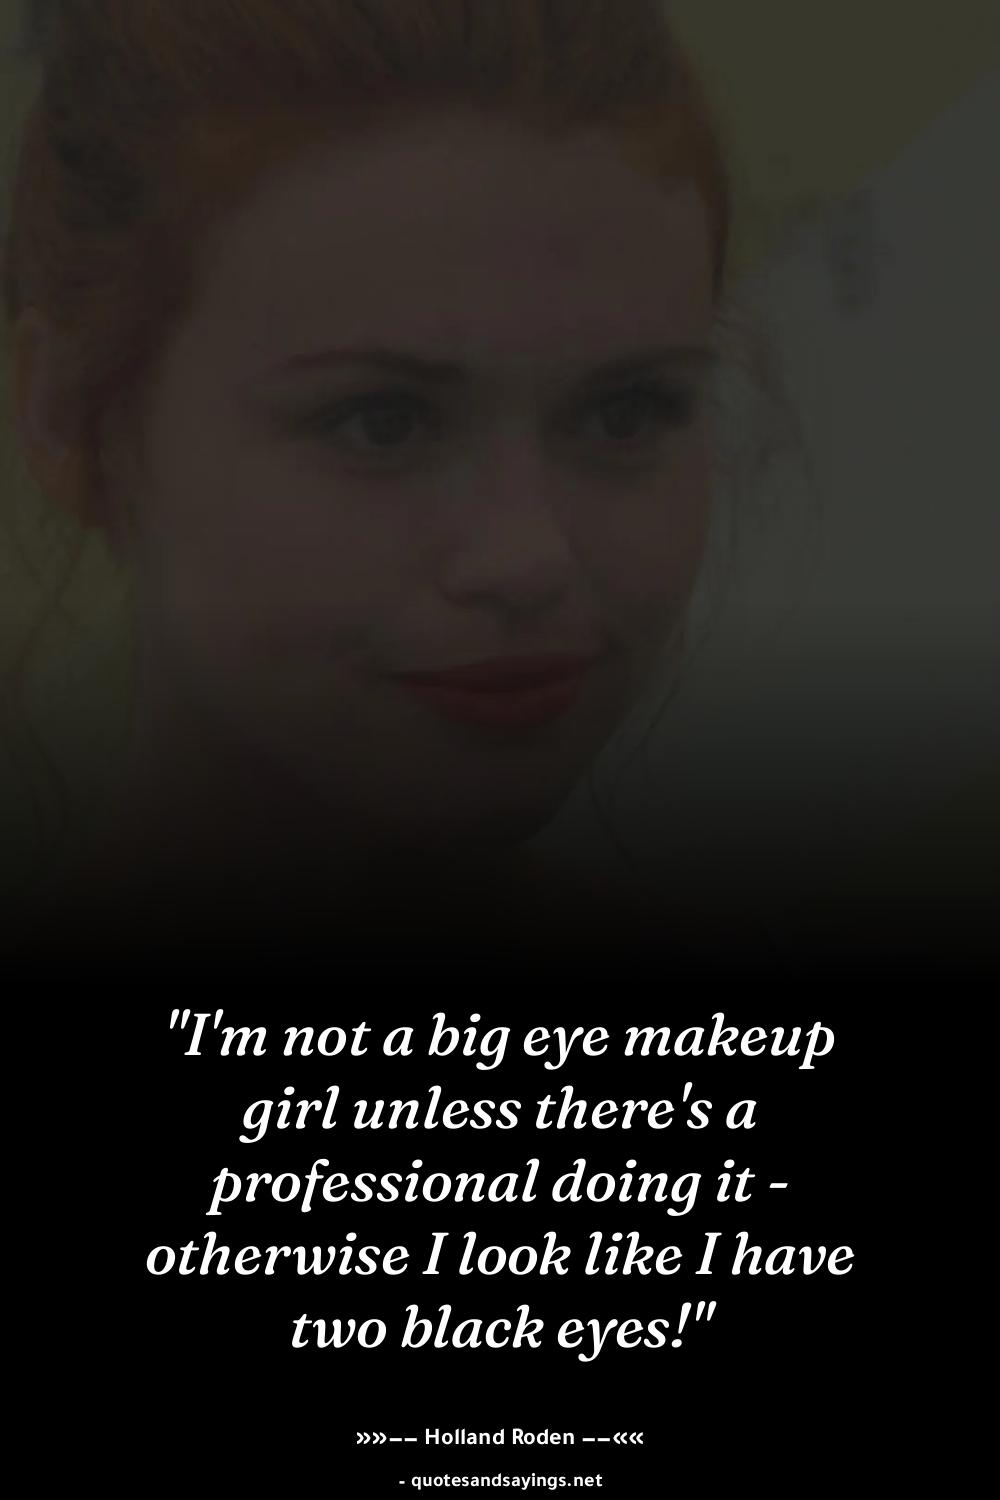 "I'm not a big eye makeup
girl unless there's a
professional doing it -
otherwise I look like I have
two black eyes!"
»»—— Holland Roden ——««
- quotesandsayings.net